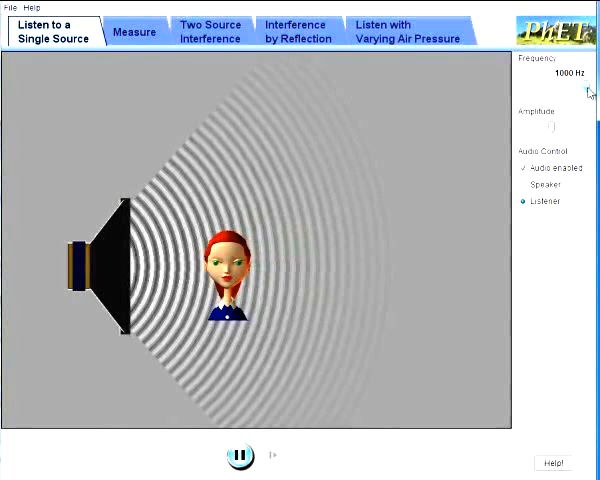 File Help
Listen to a
Single Source
Measure
Two Source
Interference
Interference
by Reflection
Listen with
Varying Air Pressure
PhET
Frequency
1000 Hz
Amplitude
Audio Control
Audio enabled
Speaker
Listener
Help!